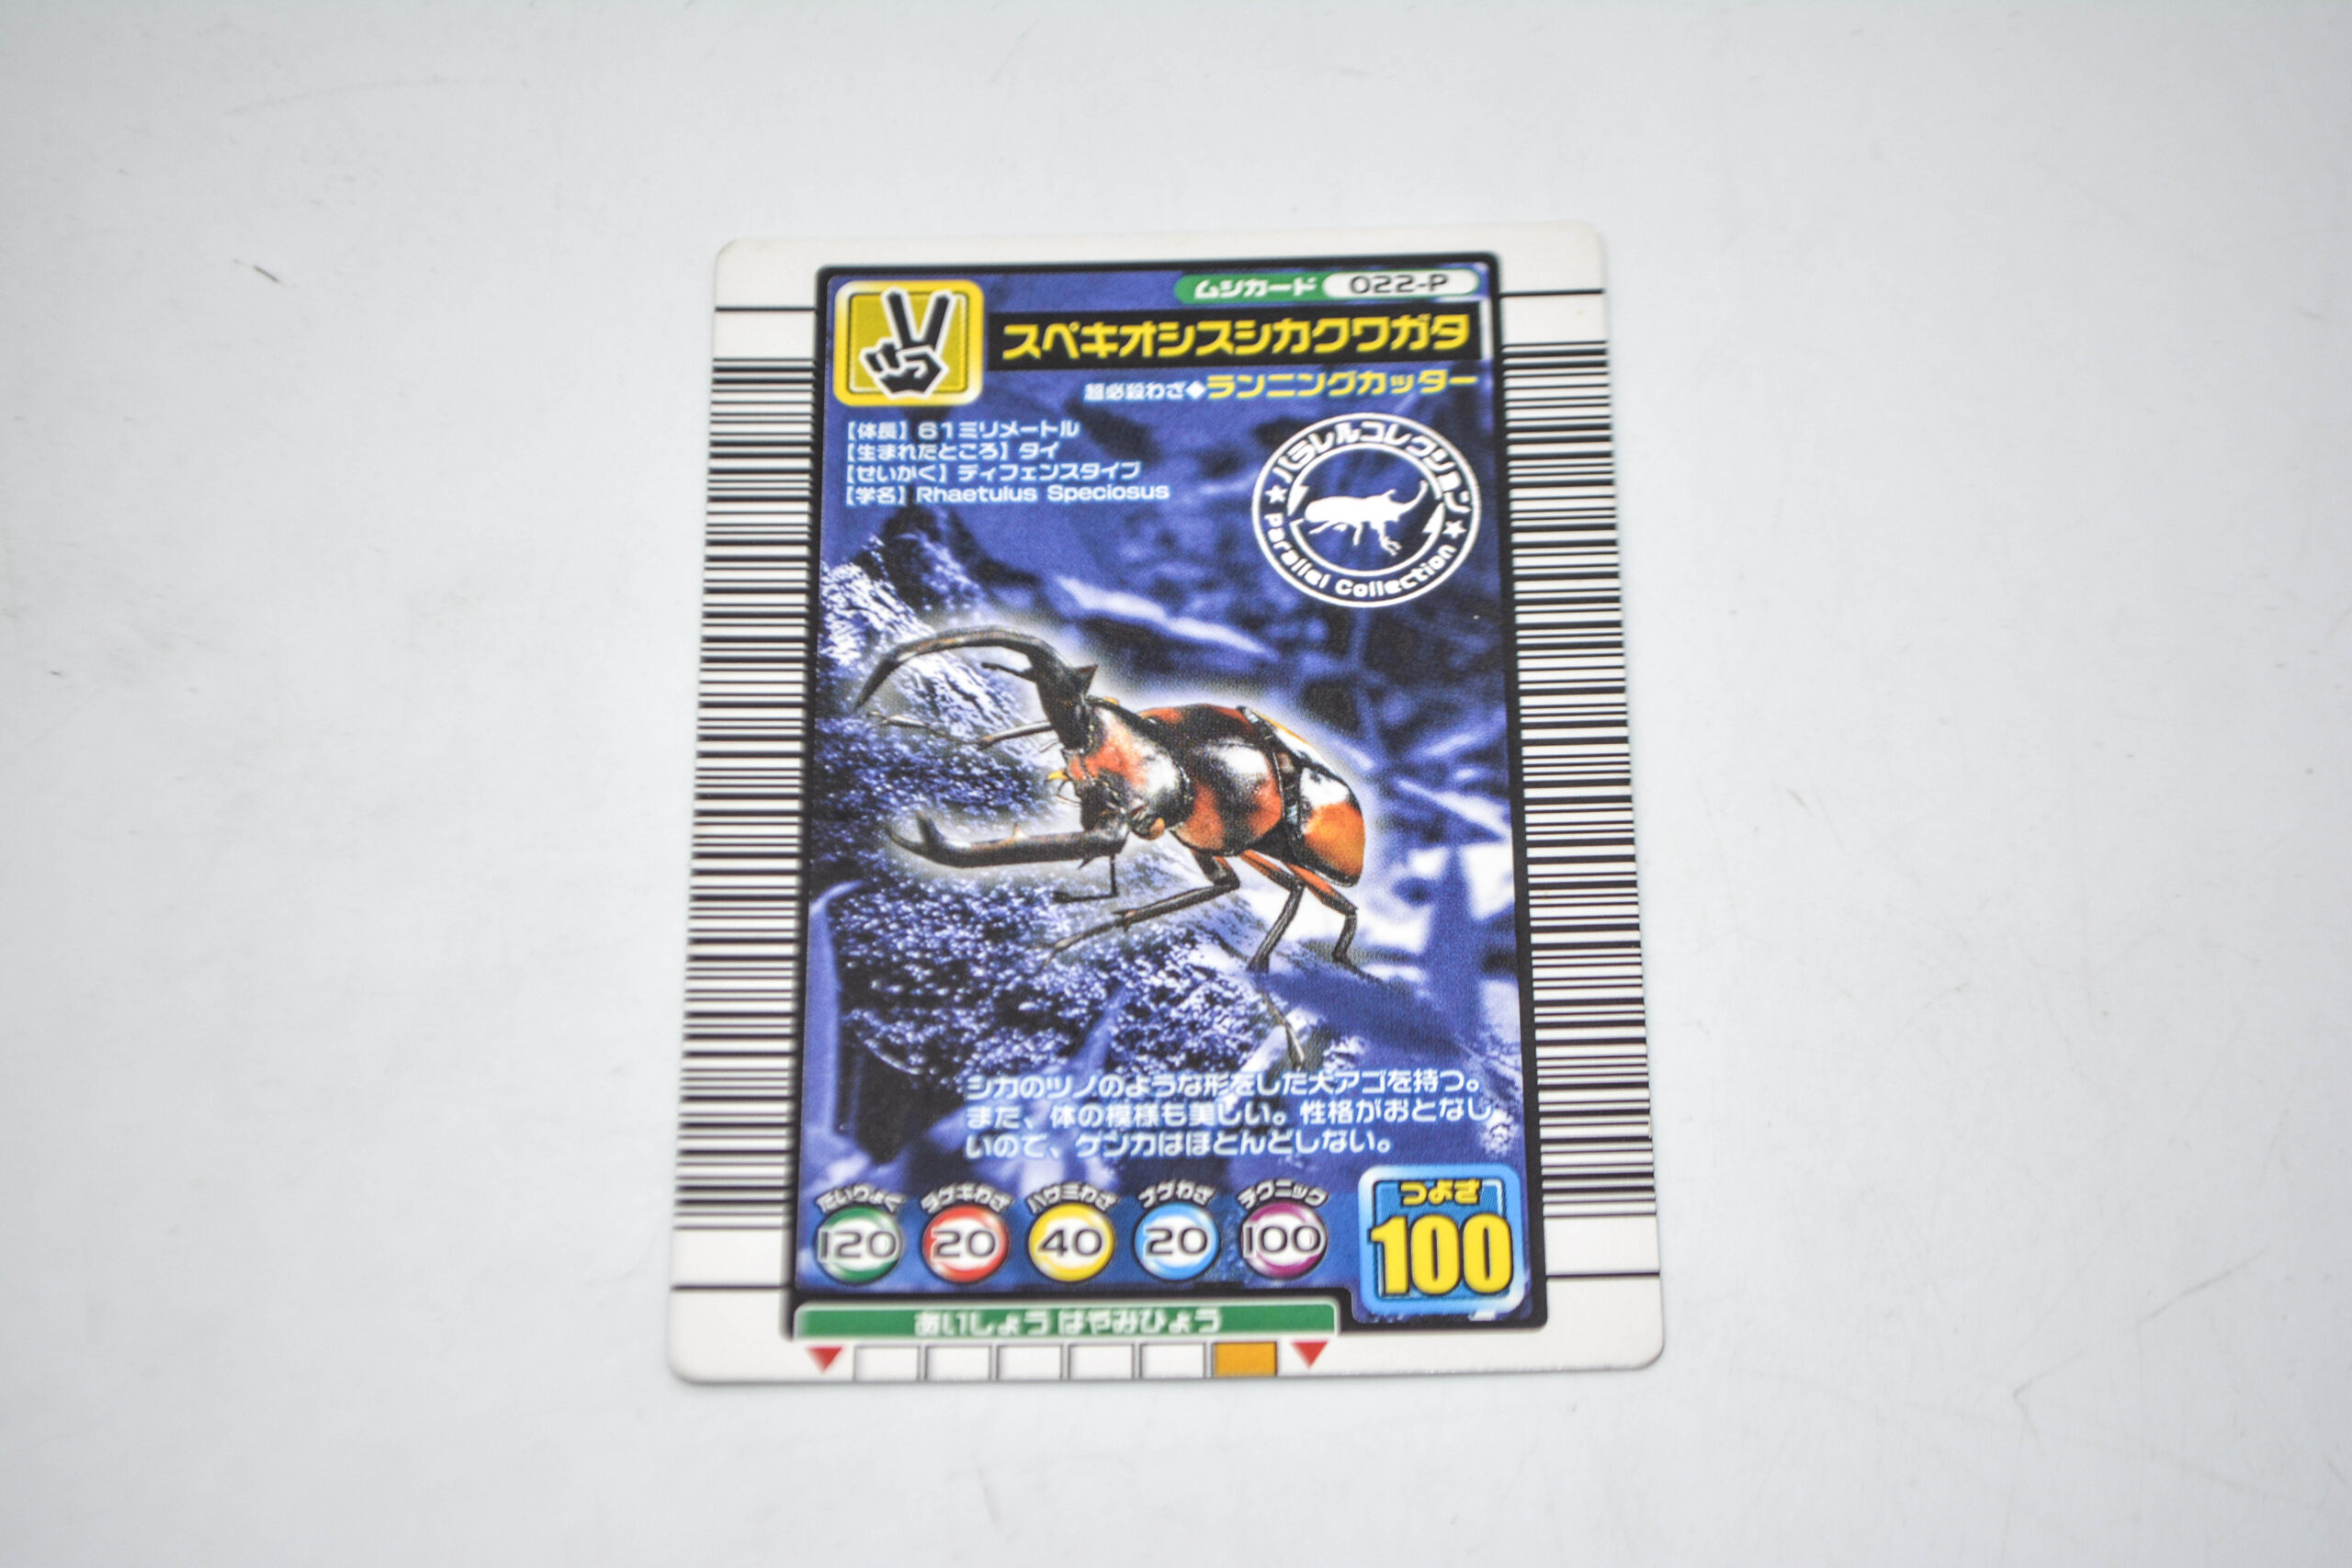 ムシカード 022-P
スペキオシスシカクワガタ
超必殺わざ◆ランニングカッター
【体長】61ミリメートル
【生まれたところ】タイ
【せいかく】ディフェンスタイプ
【学名】Rhaetulus Speciosus
パラレルコレクション
★ Parallel Collection ★
シカのツノのような形をした大アゴを持つ。
また、体の模様も美しい。性格がおとなし
いので、ケンカはほとんどしない。
たいりょく ダゲキわざ ハサミわざ ナゲわざ テクニック つよさ
120 20 40 20 100 100
あいしょう はやみひょう